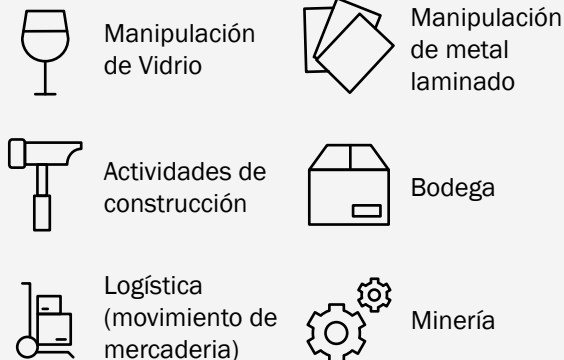 Manipulación
de Vidrio
Manipulación
de metal
laminado
Actividades de
construcción
Bodega
Logística
(movimiento de
mercaderia)
Minería